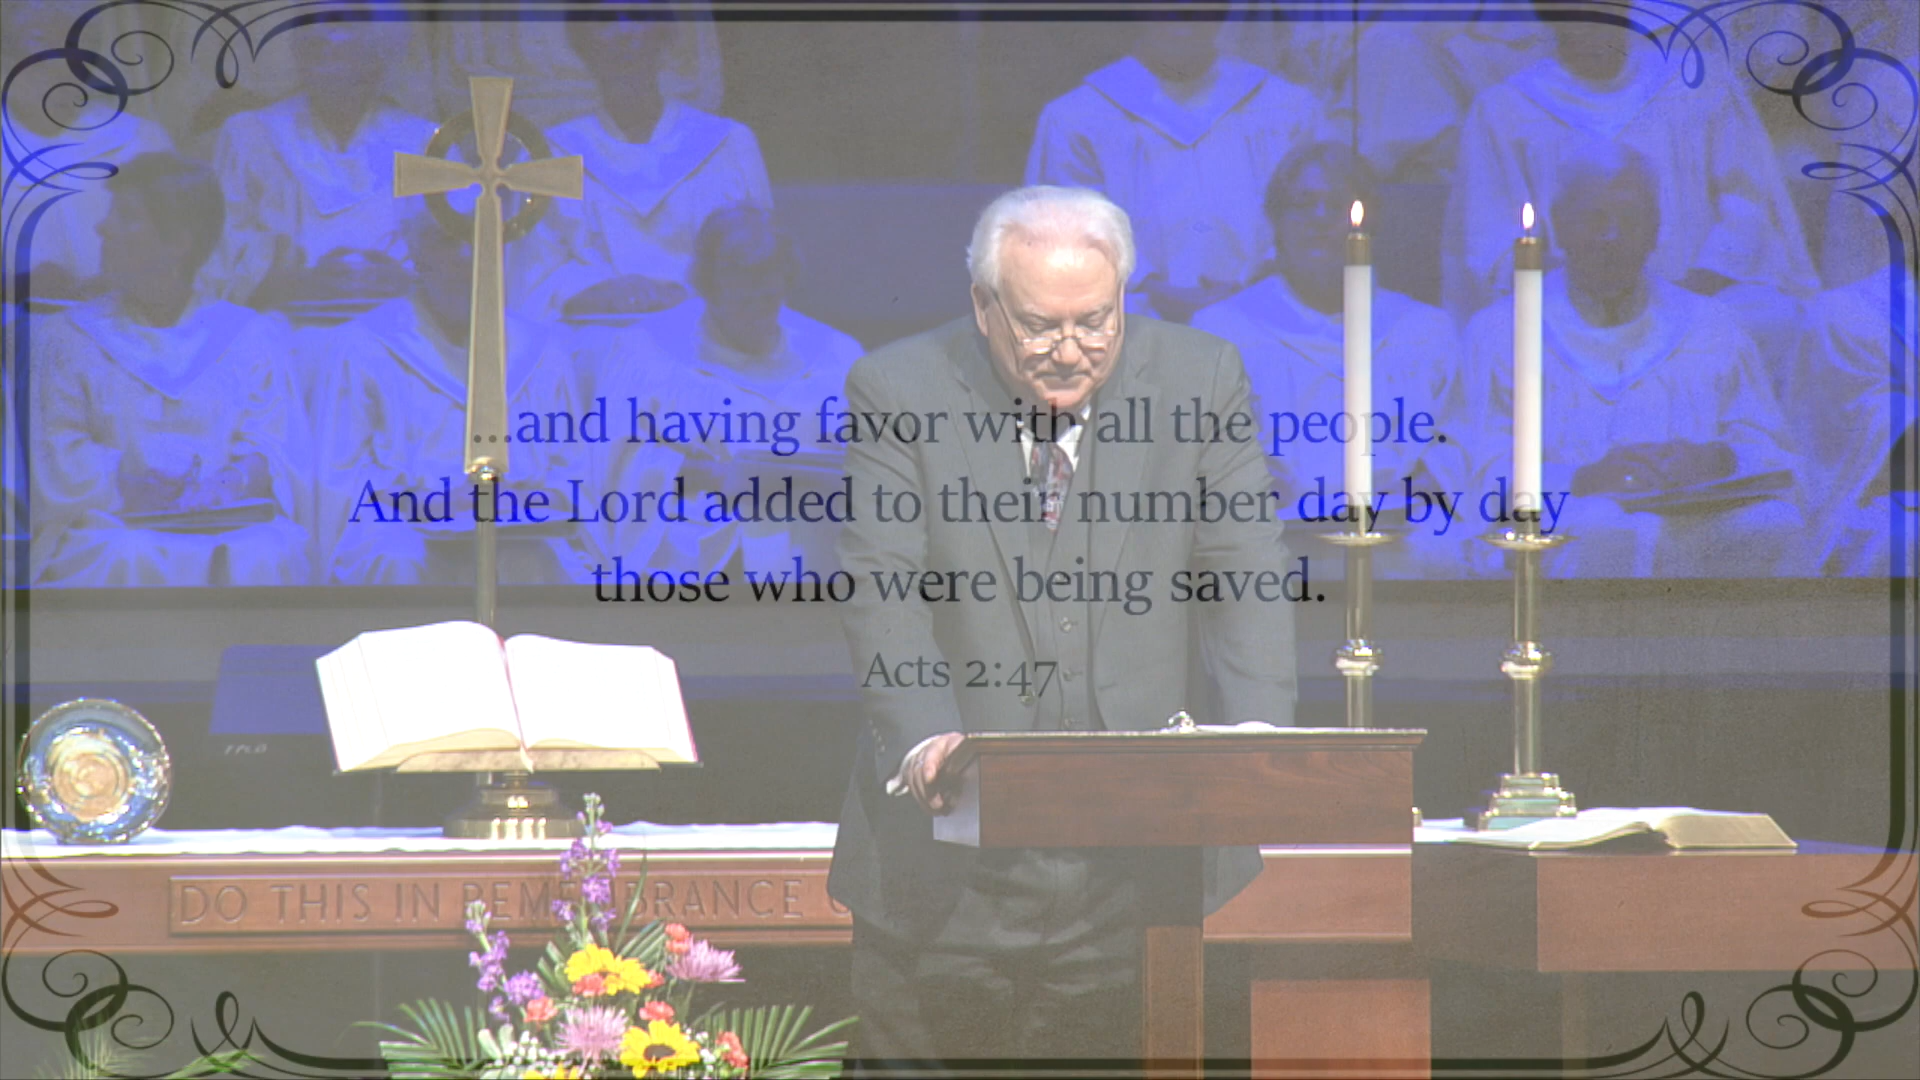 ...and having favor with all the people.
And the Lord added to their number day by day
those who were being saved.
Acts 2:47
DO THIS IN REMEMBRANCE